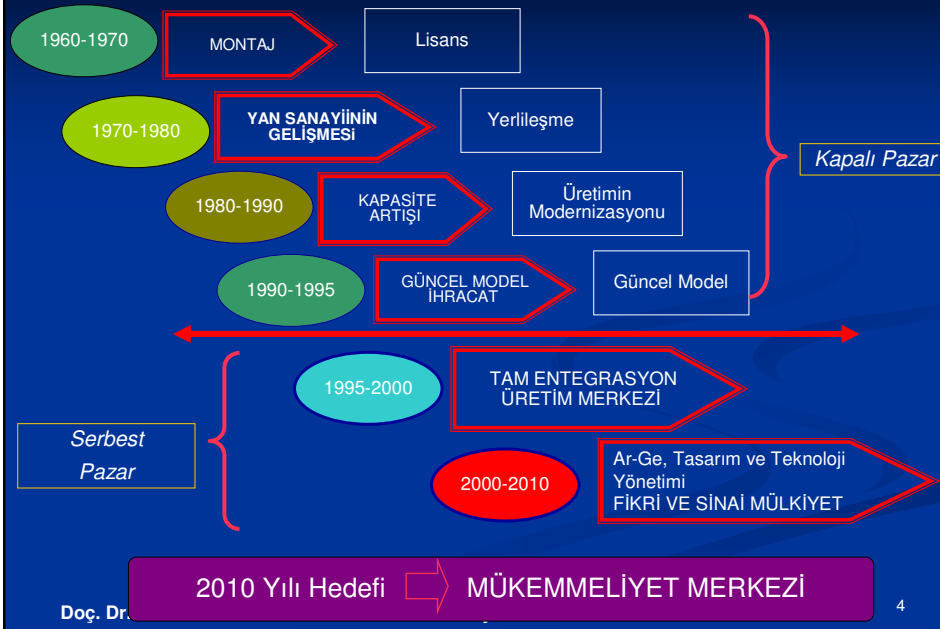 1960-1970
MONTAJ
Lisans
1970-1980
YAN SANAYİİNİN
GELİŞMESi
Yerlileşme
Kapalı Pazar
1980-1990
KAPASİTE
ARTIŞI
Üretimin
Modernizasyonu
1990-1995
GÜNCEL MODEL
İHRACAT
Güncel Model
1995-2000
TAM ENTEGRASYON
ÜRETİM MERKEZİ
Serbest
Pazar
2000-2010
Ar-Ge, Tasarım ve Teknoloji
Yönetimi
FİKRİ VE SİNAİ MÜLKİYET
2010 Yılı Hedefi
MÜKEMMELİYET MERKEZİ
Doç. Dr.
4